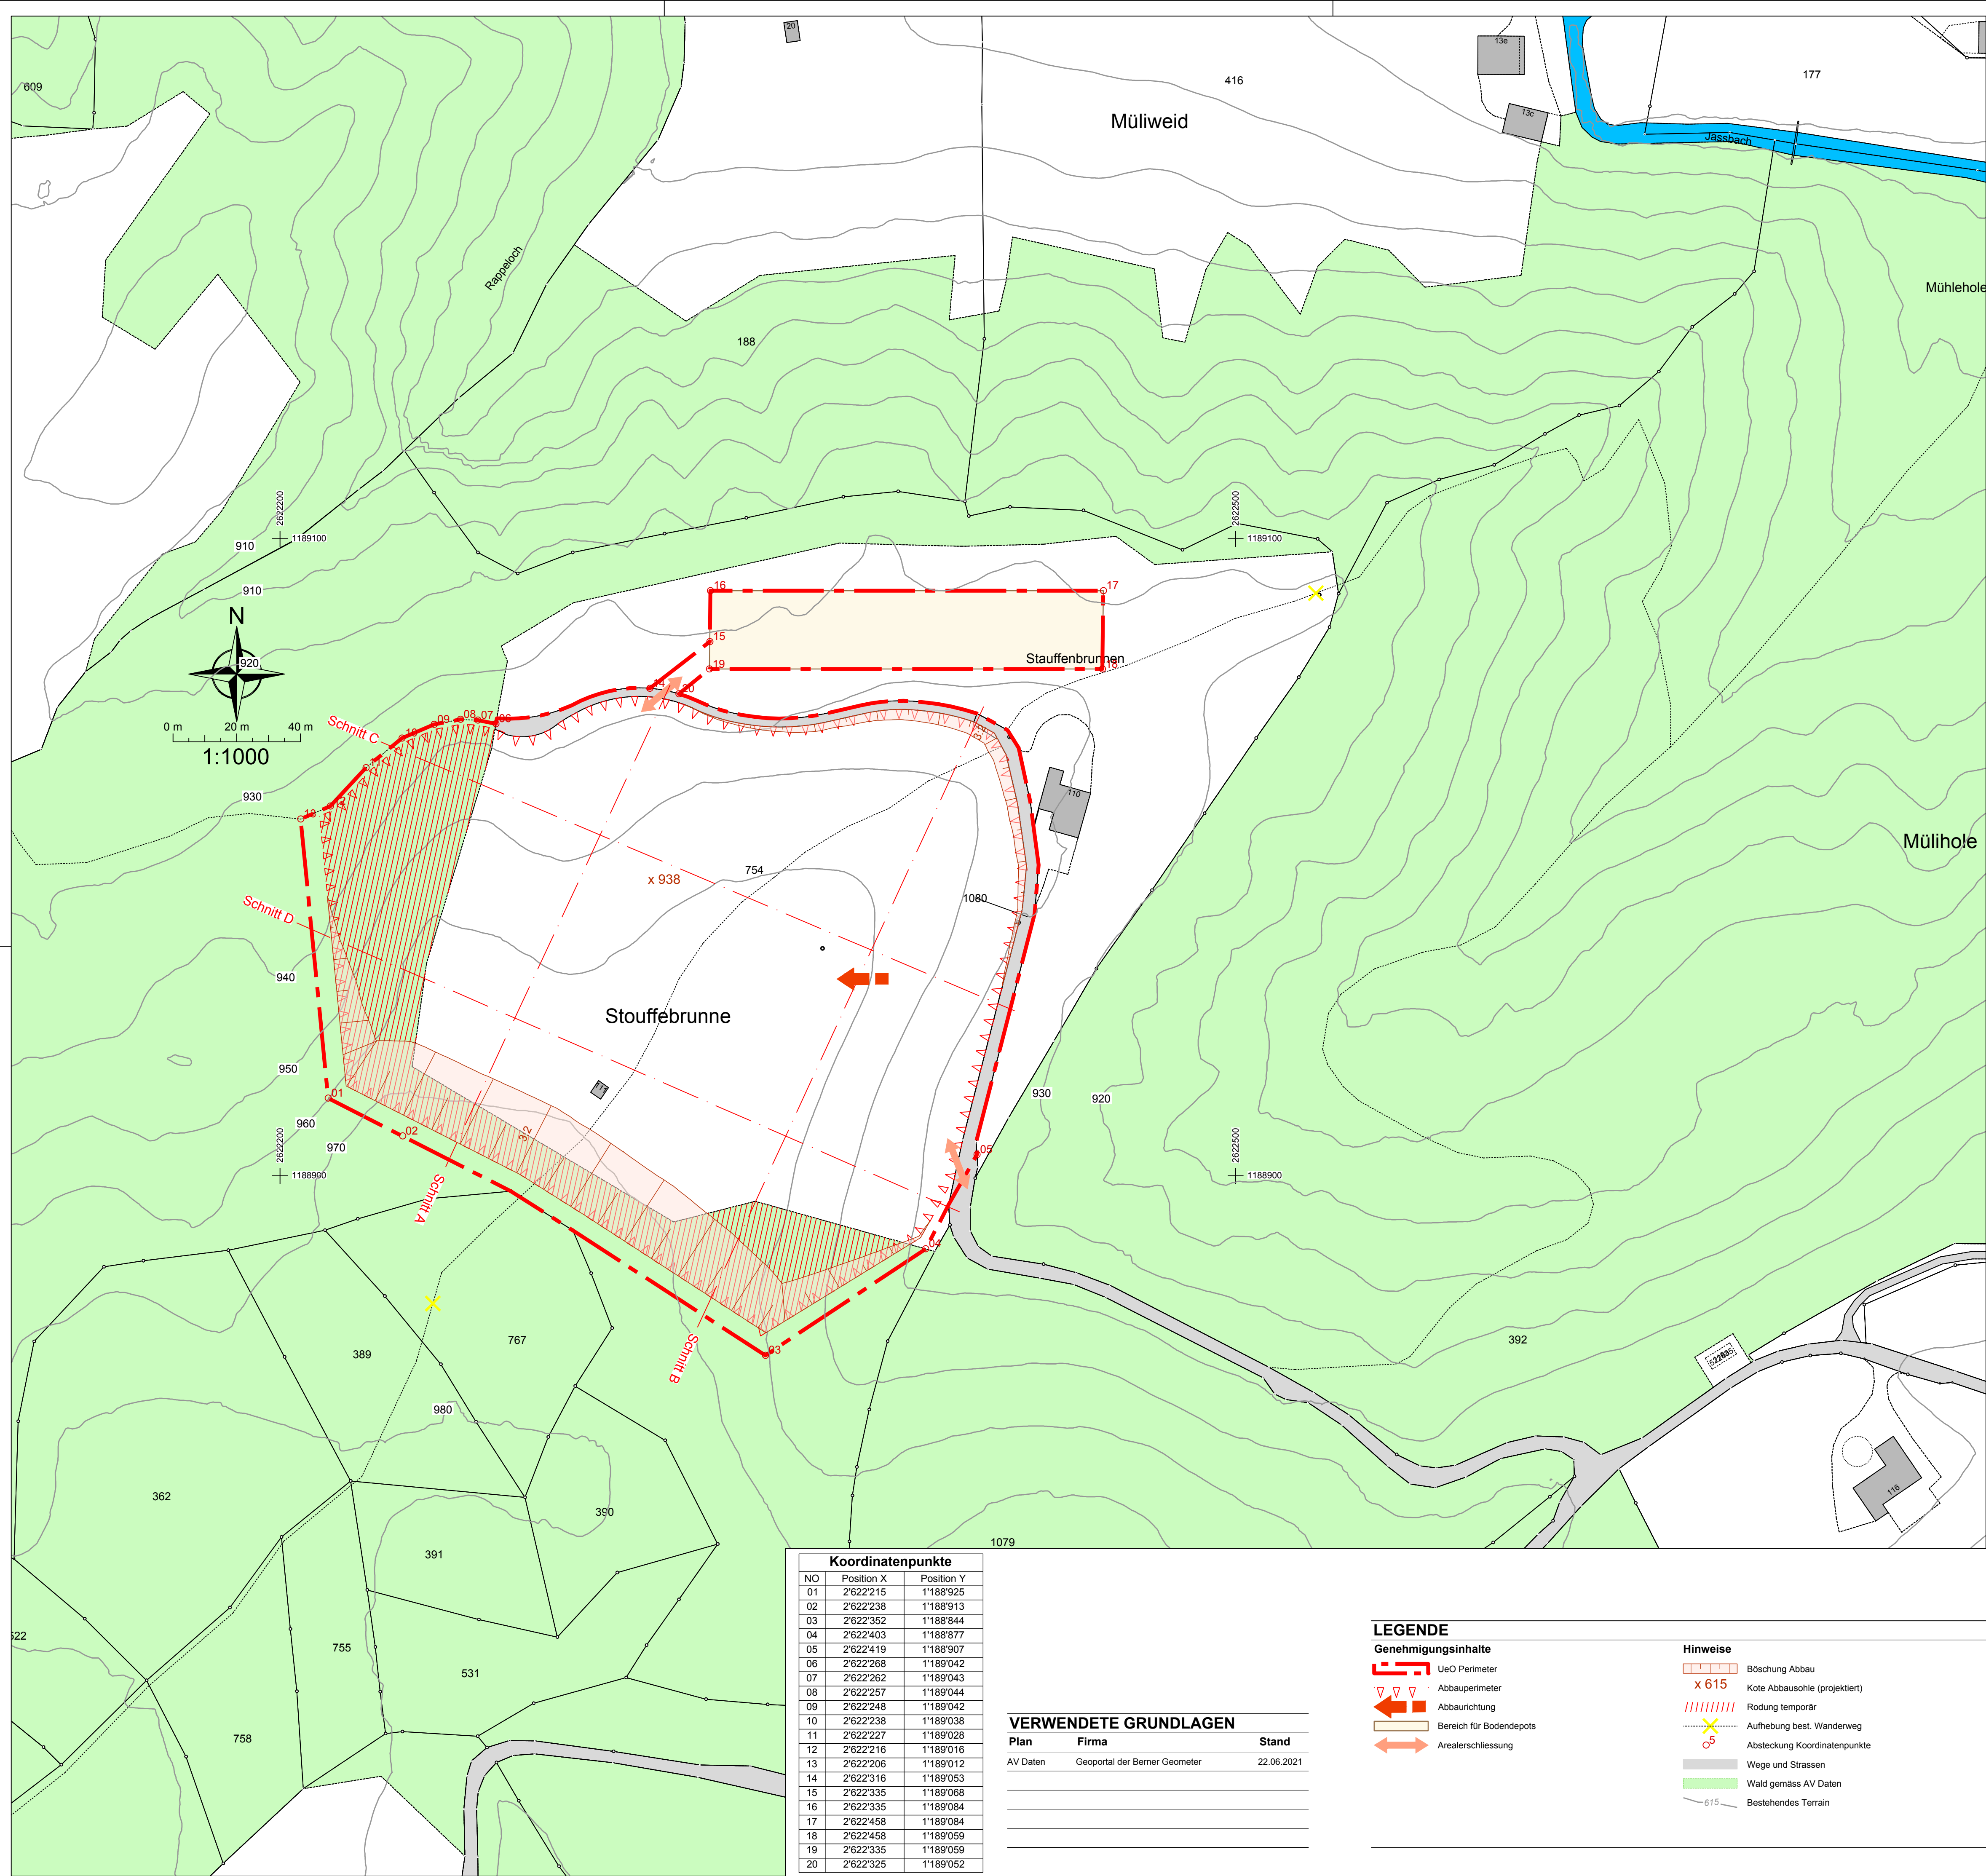 20
609
13e
416
177
Müliweid
13c
Jassbach
Rappeloch
Mühlehole
188
2622200
1189100
2622500
1189100
910
910
16
17
N
15
19
Stauffenbrunnen
18
920
14
20
0 m 20 m 40 m
1:1000
Schnitt C
10
09
08
07
06
11
3:2
930
12
13
110
Mülihole
754
x 938
1080
Schnitt D
940
Stouffebrunne
950
01
930
920
960
02
3:2
970
05
2622200
1188900
2622500
1188900
Schnitt A
04
03
Schnitt B
767
389
392
980
362
390
391
116
1079
755
531
758
Koordinatenpunkte
NO Position X Position Y
01 2'622'215 1'188'925
02 2'622'238 1'188'913
03 2'622'352 1'188'844
04 2'622'403 1'188'877
05 2'622'419 1'188'907
06 2'622'268 1'189'042
07 2'622'262 1'189'043
08 2'622'257 1'189'044
09 2'622'248 1'189'042
10 2'622'238 1'189'038
11 2'622'227 1'189'028
12 2'622'216 1'189'016
13 2'622'206 1'189'012
14 2'622'316 1'189'053
15 2'622'335 1'189'068
16 2'622'335 1'189'084
17 2'622'458 1'189'084
18 2'622'458 1'189'059
19 2'622'335 1'189'059
20 2'622'325 1'189'052
VERWENDETE GRUNDLAGEN
Plan Firma Stand
AV Daten Geoportal der Berner Geometer 22.06.2021
LEGENDE
Genehmigungsinhalte
UeO Perimeter
Abbauperimeter
Abbaurichtung
Bereich für Bodendepots
Arealerschliessung
Hinweise
Böschung Abbau
x 615 Kote Abbausohle (projektiert)
Rodung temporär
Aufhebung best. Wanderweg
5 Absteckung Koordinatenpunkte
Wege und Strassen
Wald gemäss AV Daten
615 Bestehendes Terrain